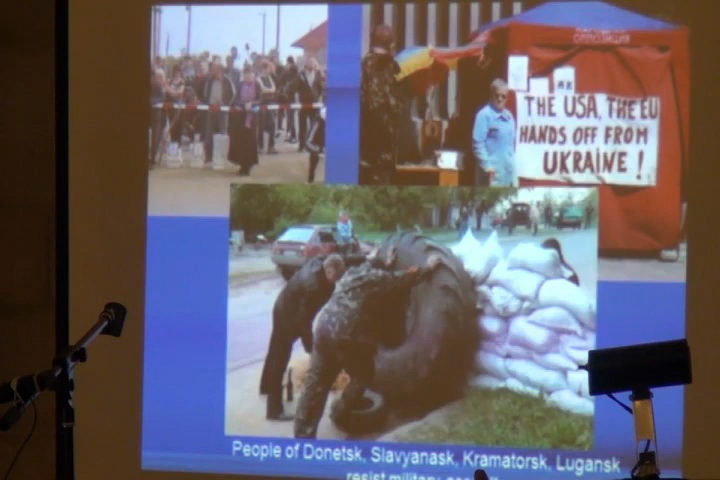 THE USA, THE EU
HANDS OFF FROM
UKRAINE!
People of Donetsk, Slavyanask, Kramatorsk, Lugansk
resist military